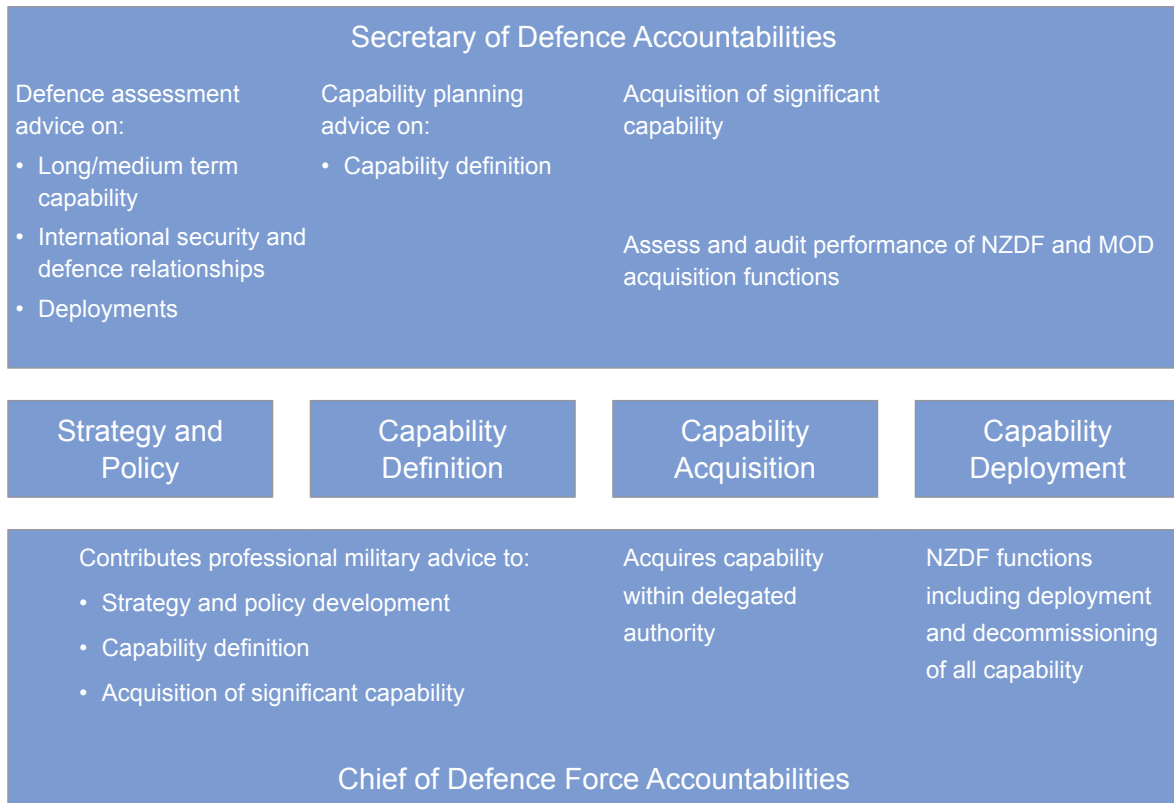 Secretary of Defence Accountabilities
Defence assessment
advice on:
• Long/medium term
capability
• International security and
defence relationships
• Deployments
Capability planning
advice on:
• Capability definition
Acquisition of significant
capability
Assess and audit performance of NZDF and MOD
acquisition functions
Strategy and
Policy
Capability
Definition
Capability
Acquisition
Capability
Deployment
Contributes professional military advice to:
• Strategy and policy development
• Capability definition
• Acquisition of significant capability
Acquires capability
within delegated
authority
NZDF functions
including deployment
and decommissioning
of all capability
Chief of Defence Force Accountabilities